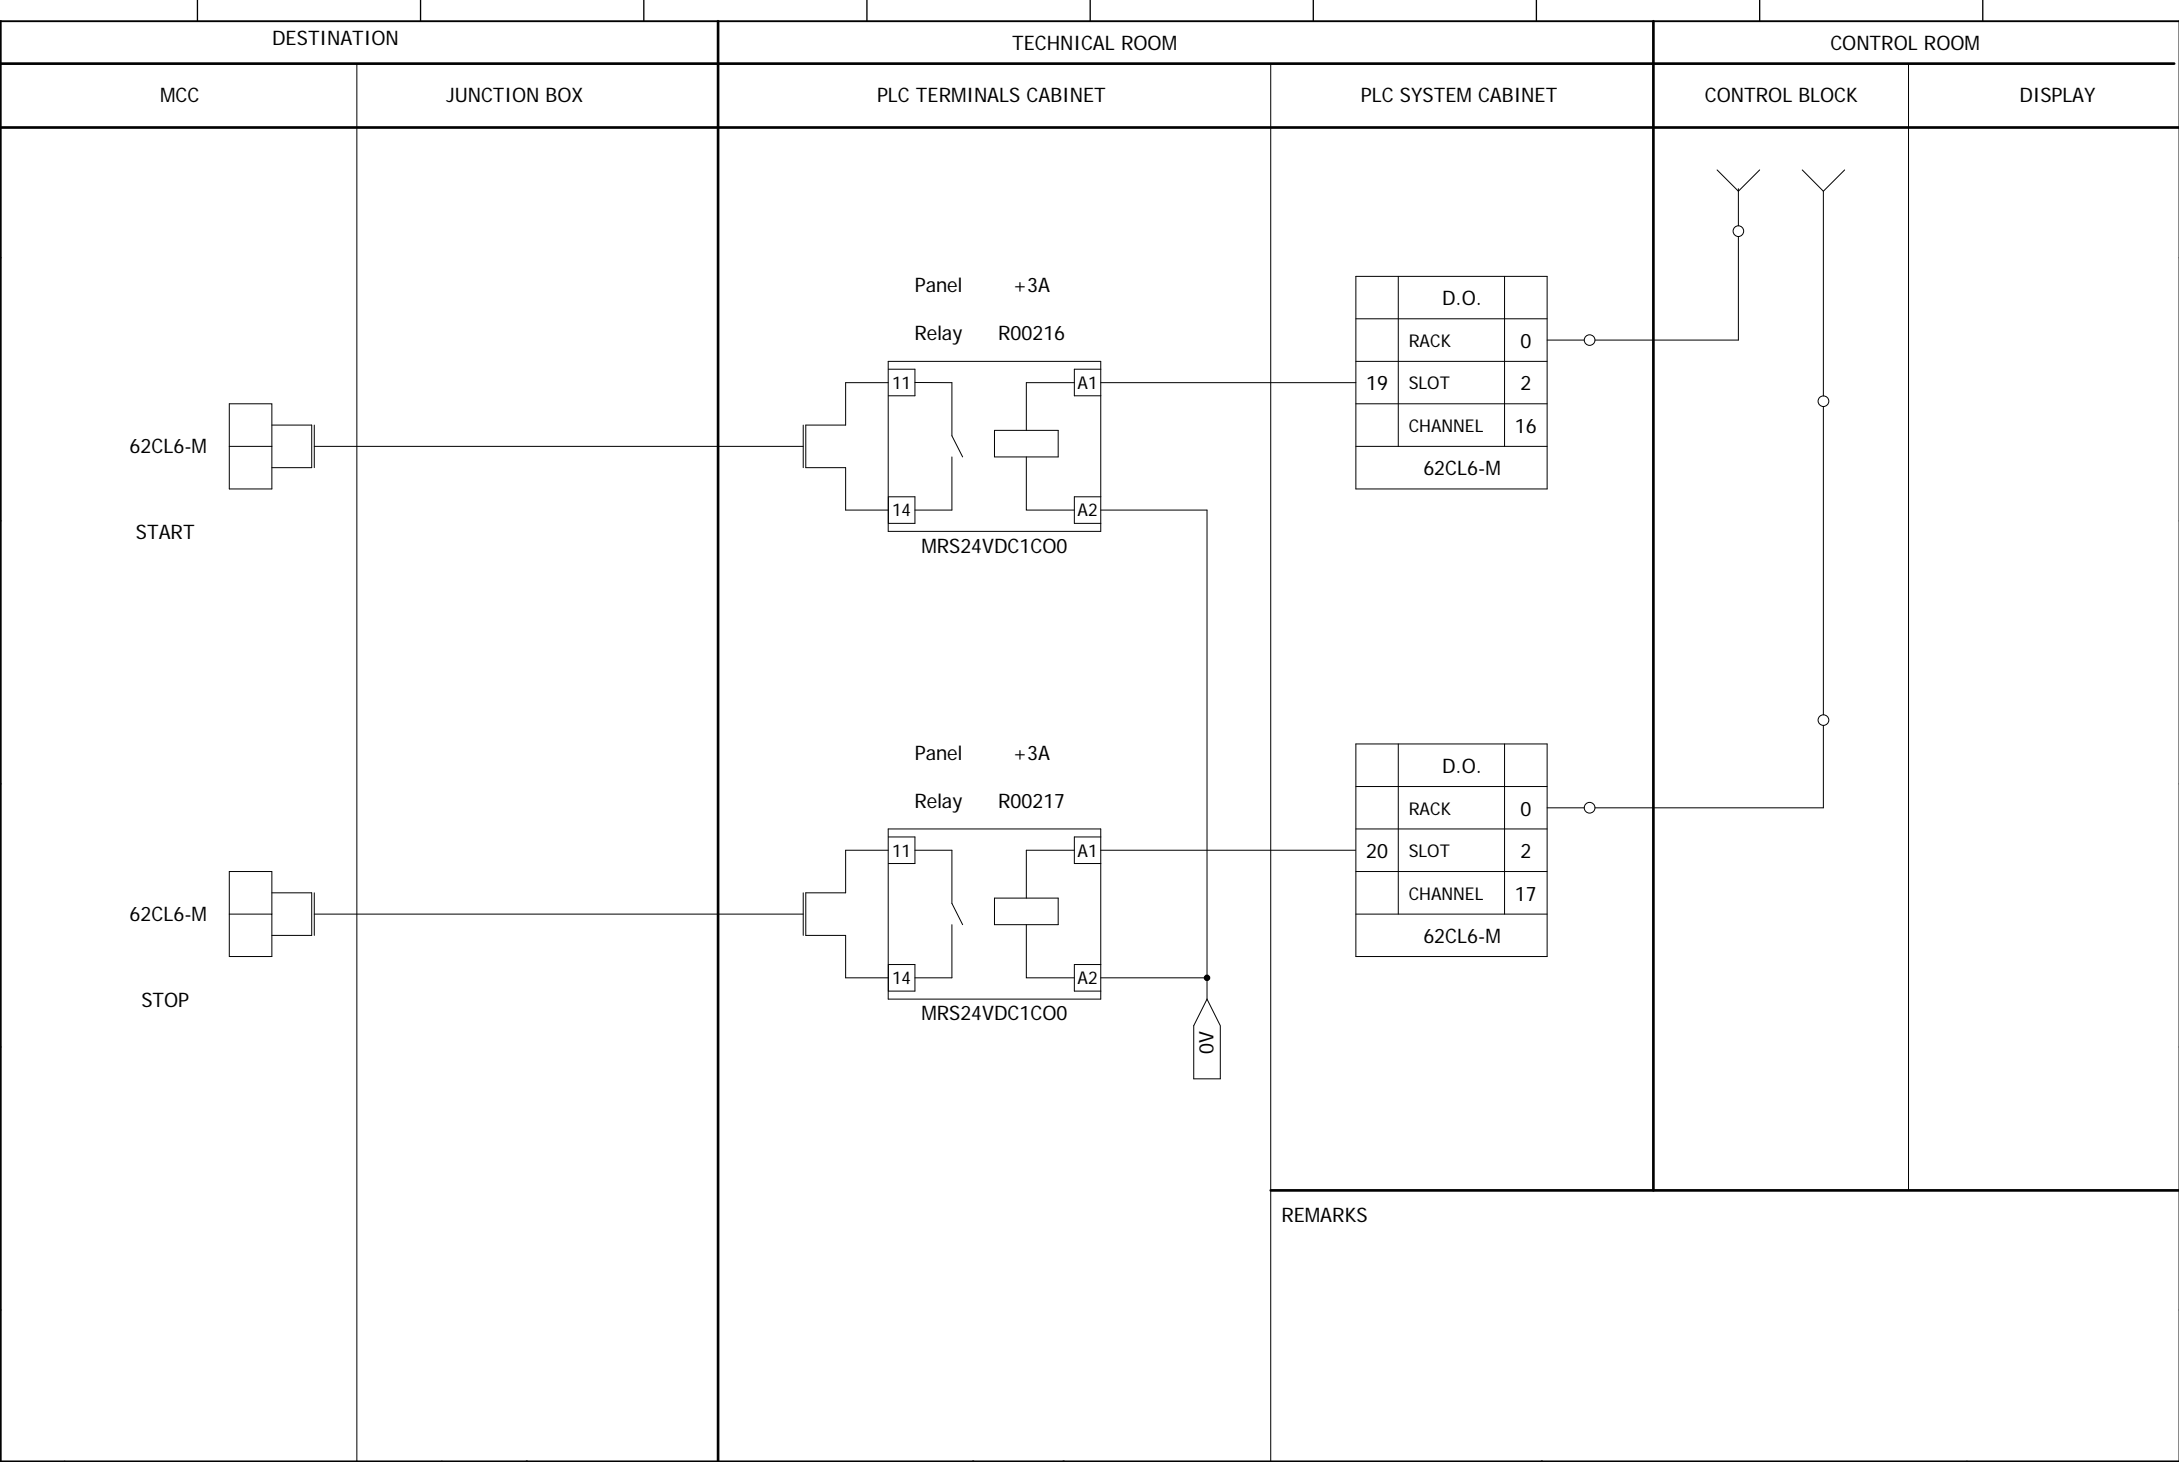 DESTINATION
TECHNICAL ROOM
CONTROL ROOM
MCC
JUNCTION BOX
PLC TERMINALS CABINET
PLC SYSTEM CABINET
CONTROL BLOCK
DISPLAY
Panel +3A
Relay R00216
11
A1
14
A2
MRS24VDC1CO0
62CL6-M
START
D.O.
RACK 0
19 SLOT 2
CHANNEL 16
62CL6-M
Panel +3A
Relay R00217
11
A1
14
A2
MRS24VDC1CO0
62CL6-M
STOP
D.O.
RACK 0
20 SLOT 2
CHANNEL 17
62CL6-M
0V
REMARKS